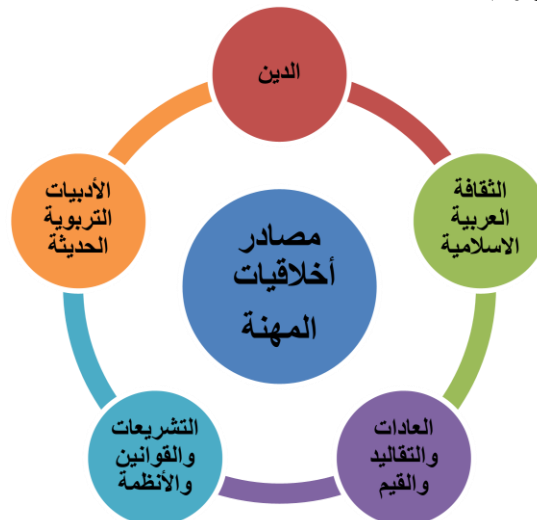 الدين
الثقافة
العربية
الاسلامية
العادات
والتقاليد
والقيم
التشريعات
والقوانين
والأنظمة
الأدبيات
التربوية
الحديثة
مصادر
أخلاقيات
المهنة